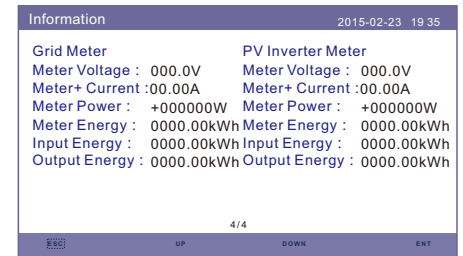 Information 2015-02-23 19 35
Grid Meter PV Inverter Meter
Meter Voltage : 000.0V Meter Voltage : 000.0V
Meter+ Current :00.00A Meter+ Current :00.00A
Meter Power : +000000W Meter Power : +000000W
Meter Energy : 0000.00kWh Meter Energy : 0000.00kWh
Input Energy : 0000.00kWh Input Energy : 0000.00kWh
Output Energy : 0000.00kWh Output Energy : 0000.00kWh
4/4
ESC UP DOWN ENT